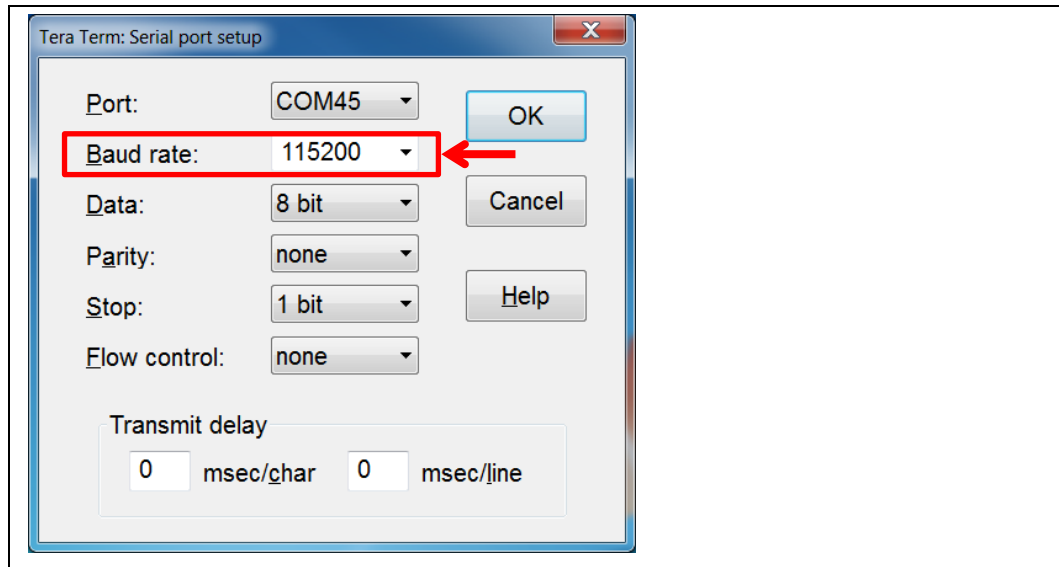 Tera Term: Serial port setup
Port: COM45 OK
Baud rate: 115200
Data: 8 bit Cancel
Parity: none
Stop: 1 bit Help
Flow control: none
Transmit delay
0 msec/char 0 msec/line